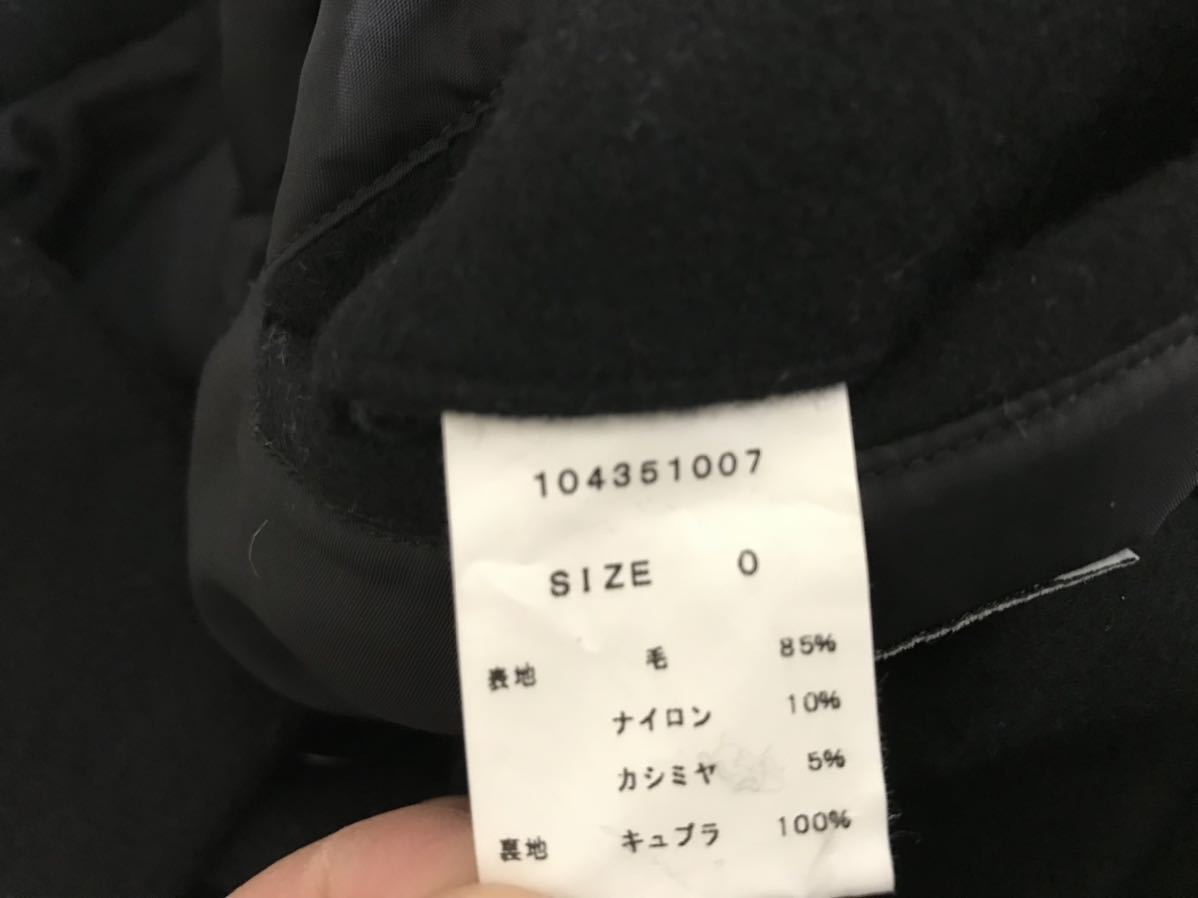 104351007
SIZE 0
表地 毛 85%
ナイロン 10%
カシミヤ 5%
裏地 キュプラ 100%